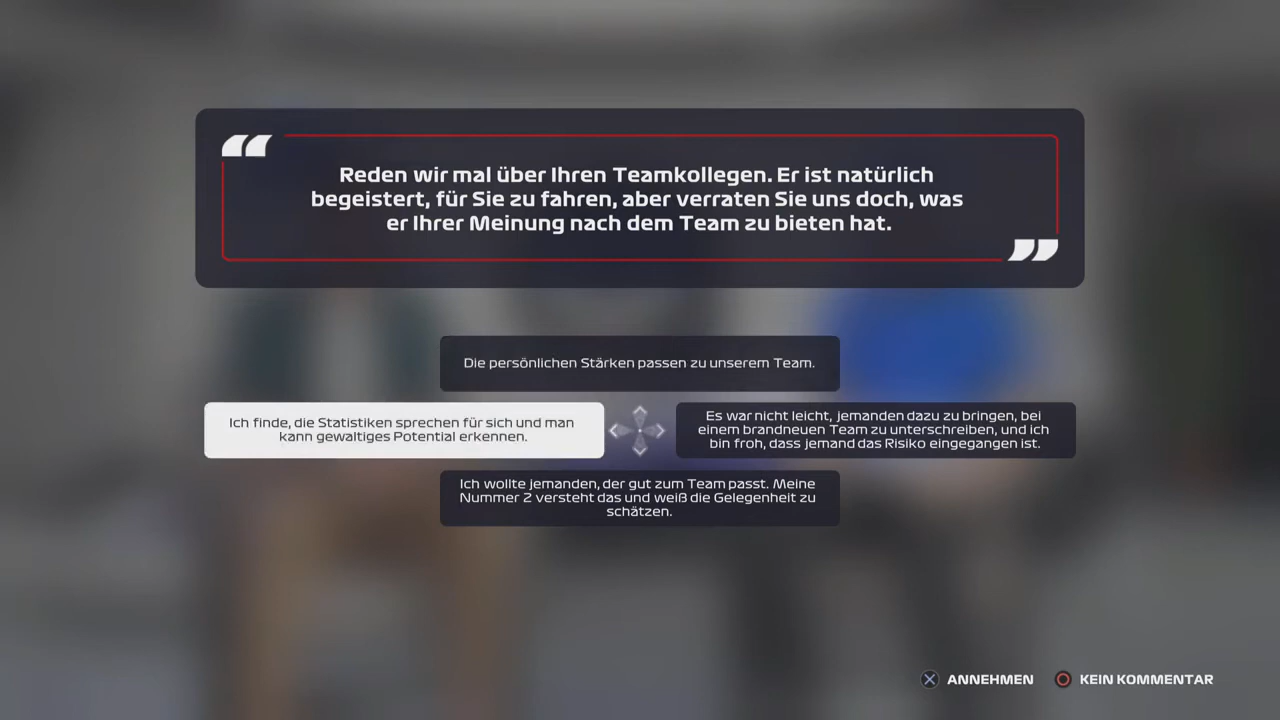 Reden wir mal über Ihren Teamkollegen. Er ist natürlich
begeistert, für Sie zu fahren, aber verraten Sie uns doch, was
er Ihrer Meinung nach dem Team zu bieten hat.
Die persönlichen Stärken passen zu unserem Team.
Ich finde, die Statistiken sprechen für sich und man
kann gewaltiges Potential erkennen.
Es war nicht leicht, jemanden dazu zu bringen, bei
einem brandneuen Team zu unterschreiben, und ich
bin froh, dass jemand das Risiko eingegangen ist.
Ich wollte jemanden, der gut zum Team passt. Meine
Nummer 2 versteht das und weiß die Gelegenheit zu
schätzen.
ANNEHMEN
KEIN KOMMENTAR